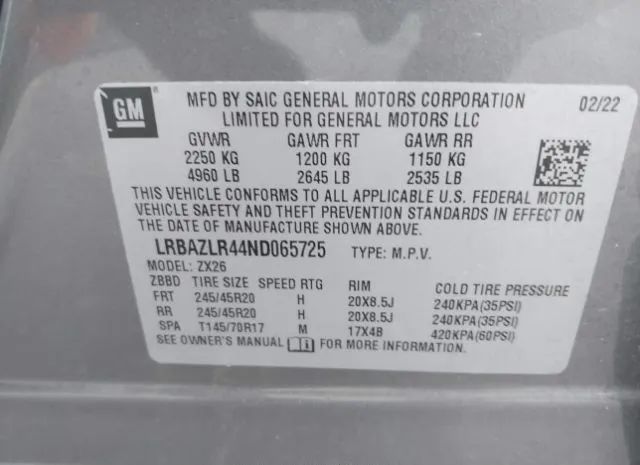 GM
MFD BY SAIC GENERAL MOTORS CORPORATION 02/22
LIMITED FOR GENERAL MOTORS LLC
GVWR GAWR FRT GAWR RR
2250 KG 1200 KG 1150 KG
4960 LB 2645 LB 2535 LB
THIS VEHICLE CONFORMS TO ALL APPLICABLE U.S. FEDERAL MOTOR
VEHICLE SAFETY AND THEFT PREVENTION STANDARDS IN EFFECT ON
THE DATE OF MANUFACTURE SHOWN ABOVE.
LRBAZLR44ND065725 TYPE: M.P.V.
MODEL: ZX26
ZBBD TIRE SIZE SPEED RTG RIM COLD TIRE PRESSURE
FRT 245/45R20 H 20X8.5J 240KPA(35PSI)
RR 245/45R20 H 20X8.5J 240KPA(35PSI)
SPA T145/70R17 M 17X4B 420KPA(60PSI)
SEE OWNER'S MANUAL i FOR MORE INFORMATION.